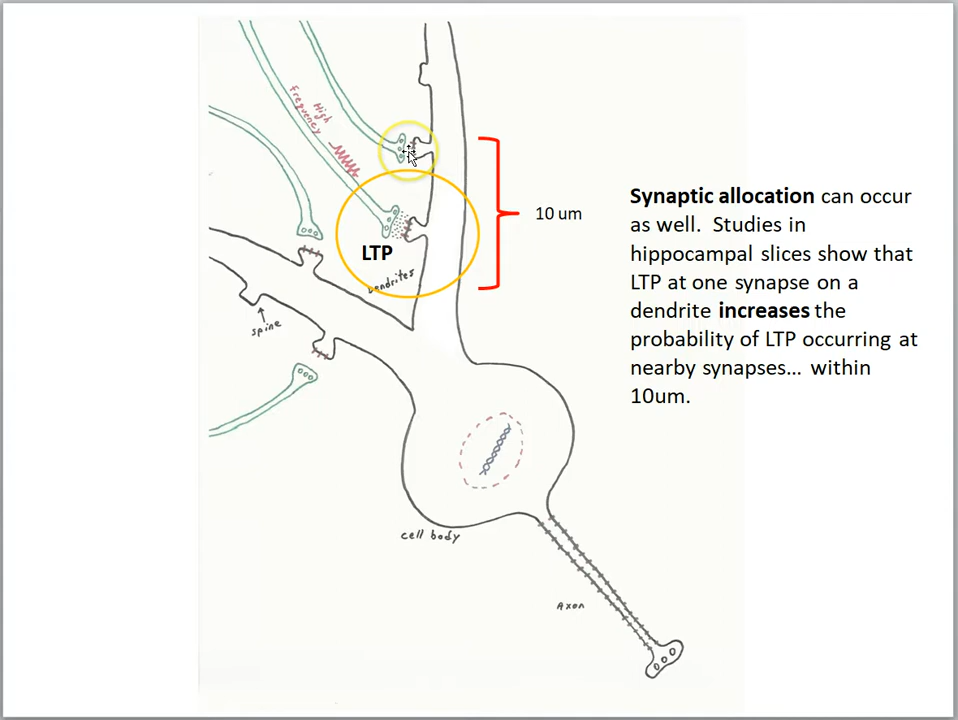 High
Frequency
LTP
Dendrites
spine
cell body
Axon
10 um
Synaptic allocation can occur
as well. Studies in
hippocampal slices show that
LTP at one synapse on a
dendrite increases the
probability of LTP occurring at
nearby synapses... within
10um.